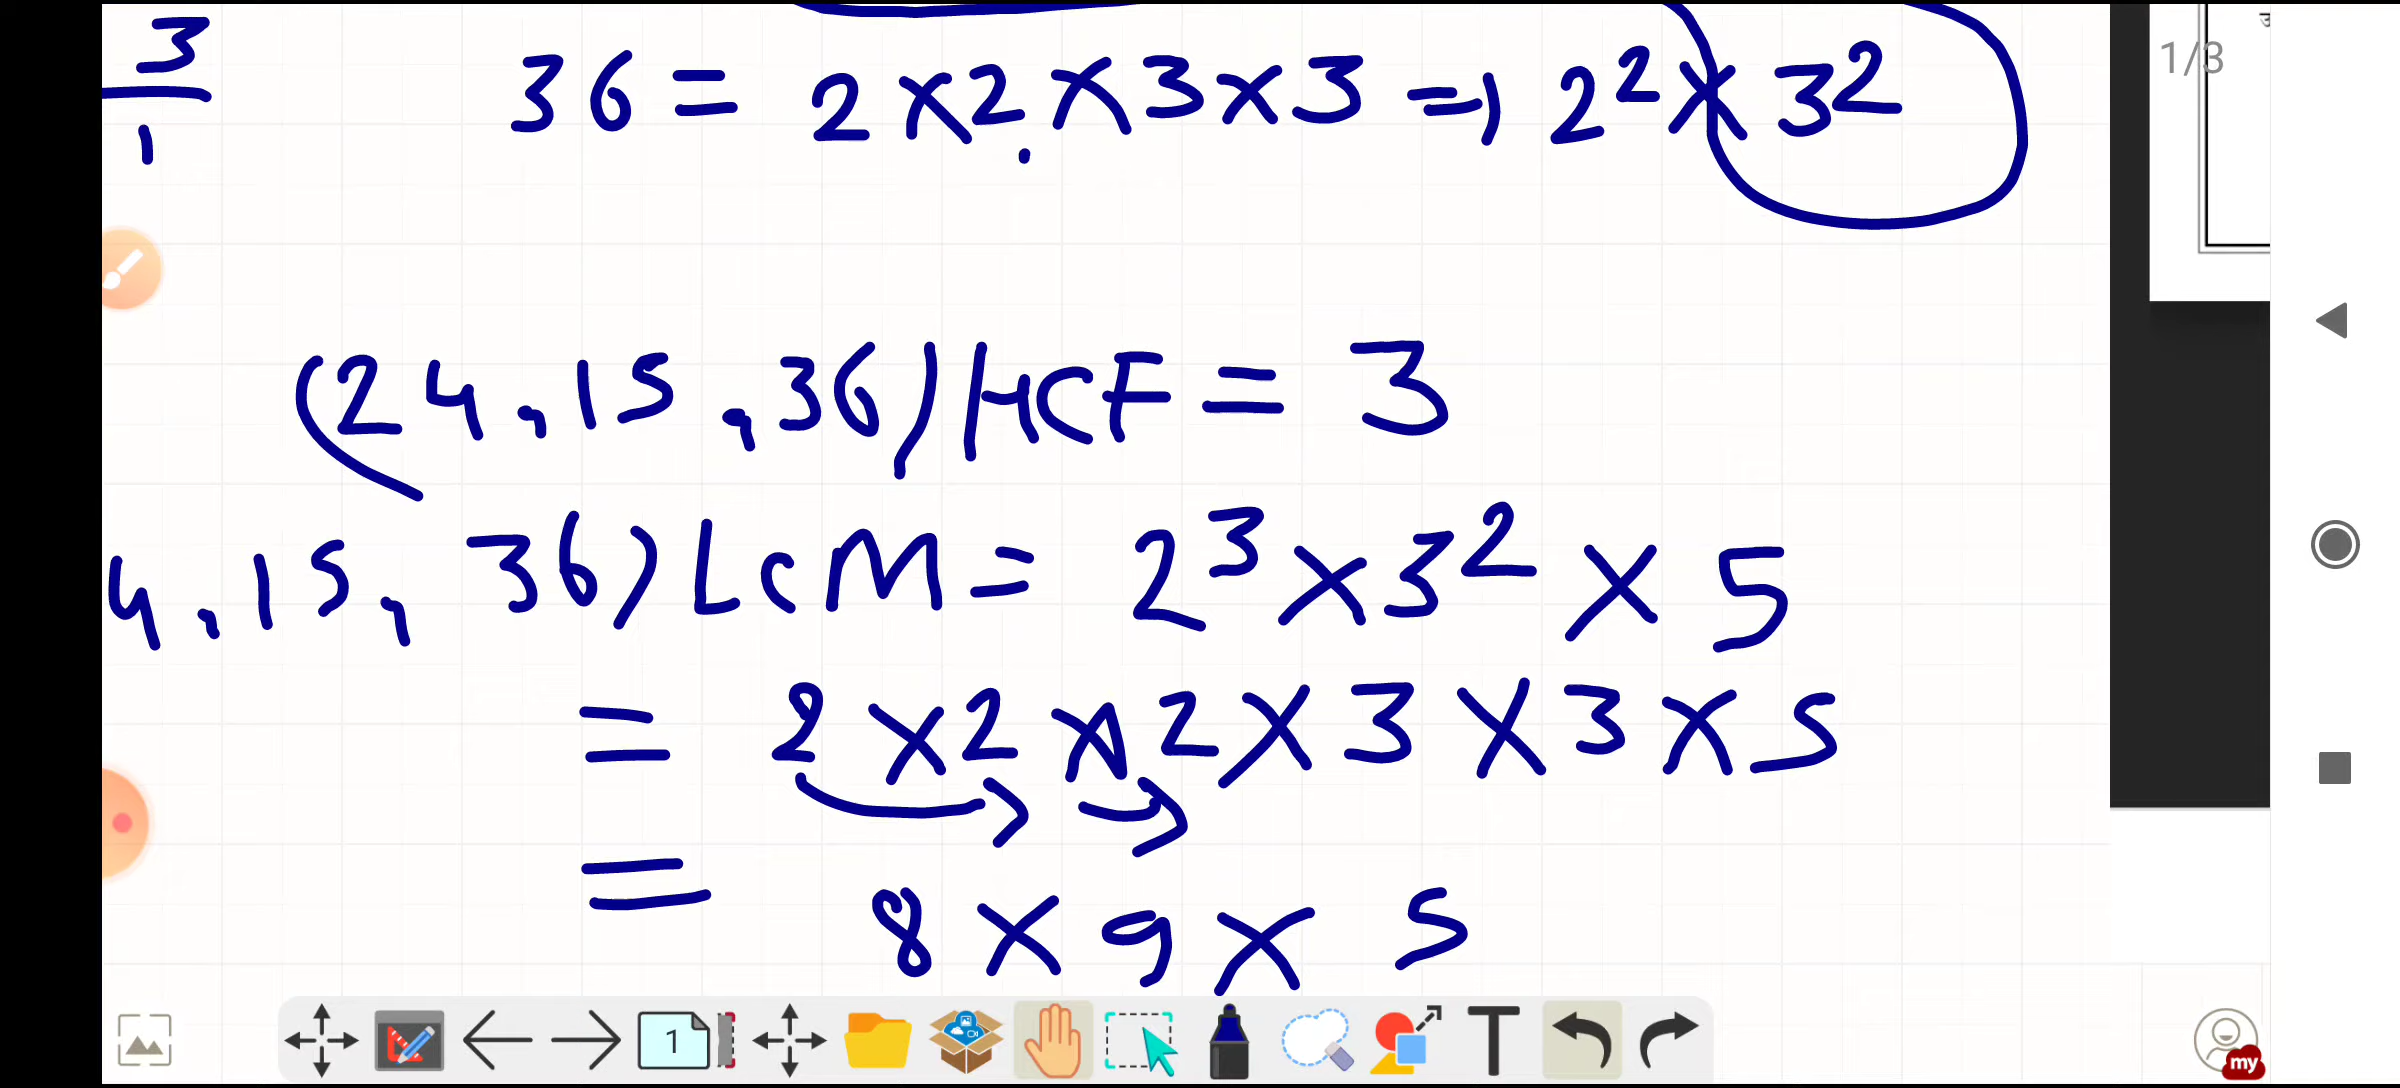 3
1
36 = 2 x 2 . x 3 x 3 => 2² x 3²
1/3
(24, 15, 36) HCF = 3
4, 15, 36) LCM = 2³ x 3² x 5
= 2 x 2 x 2 x 3 x 3 x 5
= 8 x 9 x 5
1
T
my